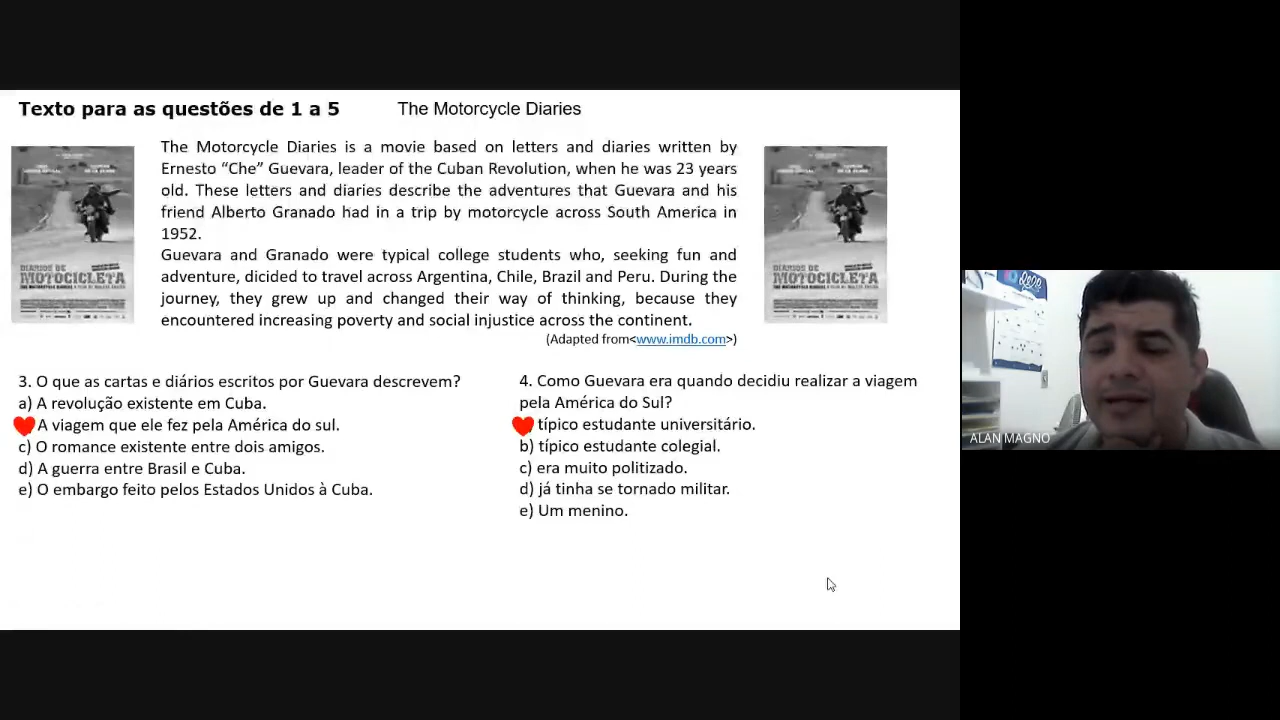 Texto para as questões de 1 a 5
The Motorcycle Diaries
The Motorcycle Diaries is a movie based on letters and diaries written by
Ernesto “Che” Guevara, leader of the Cuban Revolution, when he was 23 years
old. These letters and diaries describe the adventures that Guevara and his
friend Alberto Granado had in a trip by motorcycle across South America in
1952.
Guevara and Granado were typical college students who, seeking fun and
adventure, dicided to travel across Argentina, Chile, Brazil and Peru. During the
journey, they grew up and changed their way of thinking, because they
encountered increasing poverty and social injustice across the continent.
(Adapted from<www.imdb.com>)
DIÁRIOS DE
MOTOCICLETA
DIÁRIOS DE
MOTOCICLETA
3. O que as cartas e diários escritos por Guevara descrevem?
a) A revolução existente em Cuba.
A viagem que ele fez pela América do sul.
c) O romance existente entre dois amigos.
d) A guerra entre Brasil e Cuba.
e) O embargo feito pelos Estados Unidos à Cuba.
4. Como Guevara era quando decidiu realizar a viagem
pela América do Sul?
) típico estudante universitário.
b) típico estudante colegial.
c) era muito politizado.
d) já tinha se tornado militar.
e) Um menino.
ALAN MAGNO